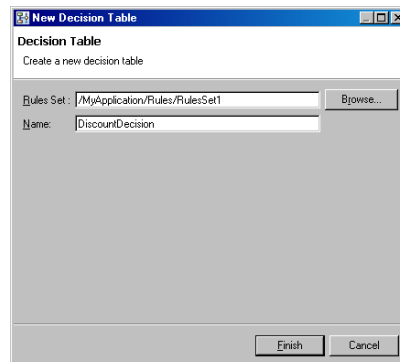 New Decision Table
Decision Table
Create a new decision table
Rules Set : /MyApplication/Rules/RulesSet1 Browse...
Name: DiscountDecision
Finish Cancel